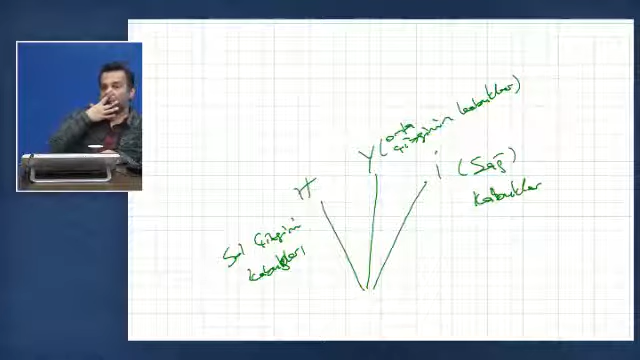 Y (orta
çizginin kabukları)
İ (Sağ)
kabuklar
H
Sol çizginin
kabukları